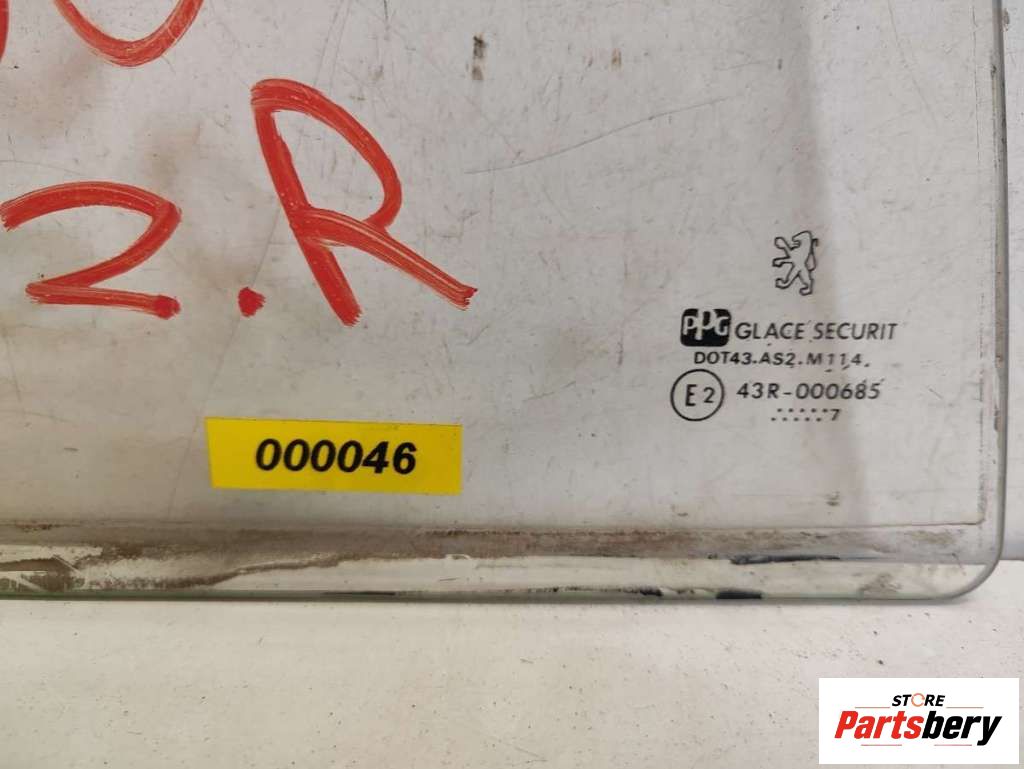 2.R
PPG GLACE SECURIT
DOT43.AS2.M114.
E2 43R-000685
.....7
000046
STORE
Partsbery